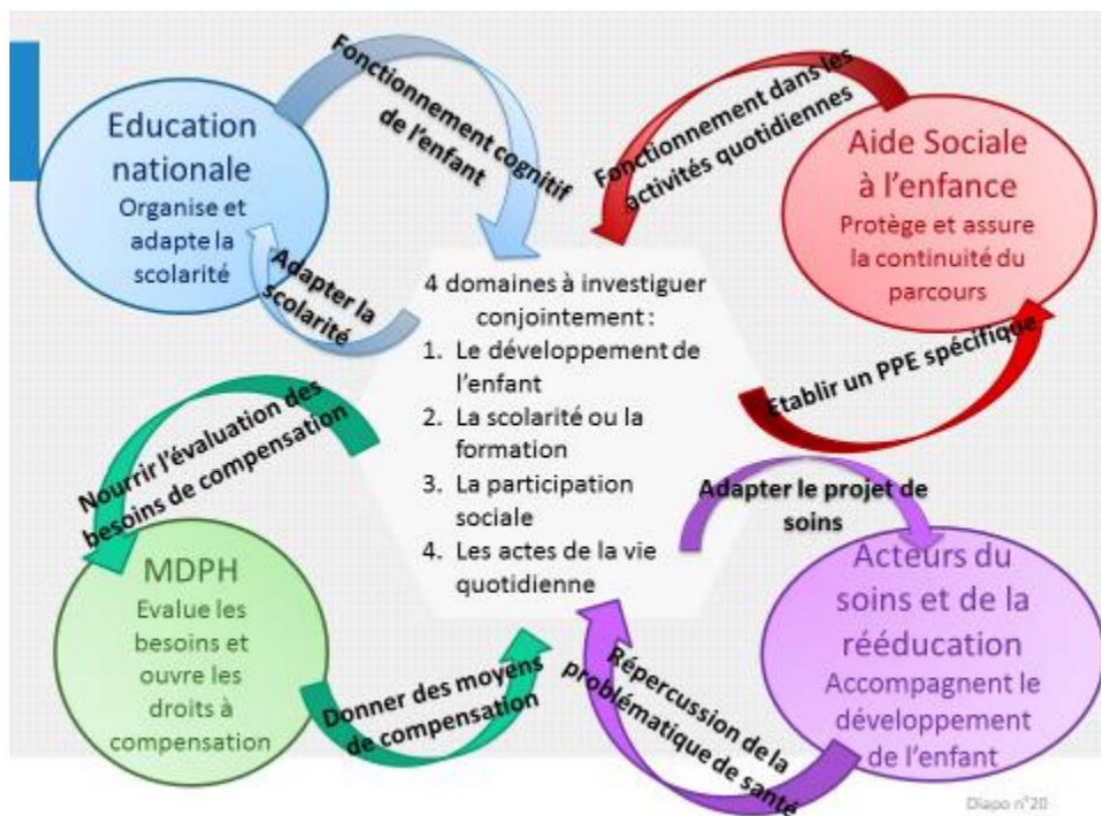 Education
nationale
Organise et
adapte la
scolarité
Fonctionnement cognitif
de l'enfant
Adapter la
scolarité
Fonctionnement dans les
activités quotidiennes
Aide Sociale
à l'enfance
Protège et assure
la continuité du
parcours
Etablir un PPE spécifique
4 domaines à investiguer
conjointement :
1. Le développement de
l'enfant
2. La scolarité ou la
formation
3. La participation
sociale
4. Les actes de la vie
quotidienne
Nourrir l'évaluation des
besoins de compensation
MDPH
Evalue les
besoins et
ouvre les
droits à
compensation
Donner des moyens
de compensation
Adapter le projet de
soins
Acteurs du
soins et de la
rééducation
Accompagnent le
développement
de l'enfant
Répercussion de la
problématique de santé
Diapo n°20